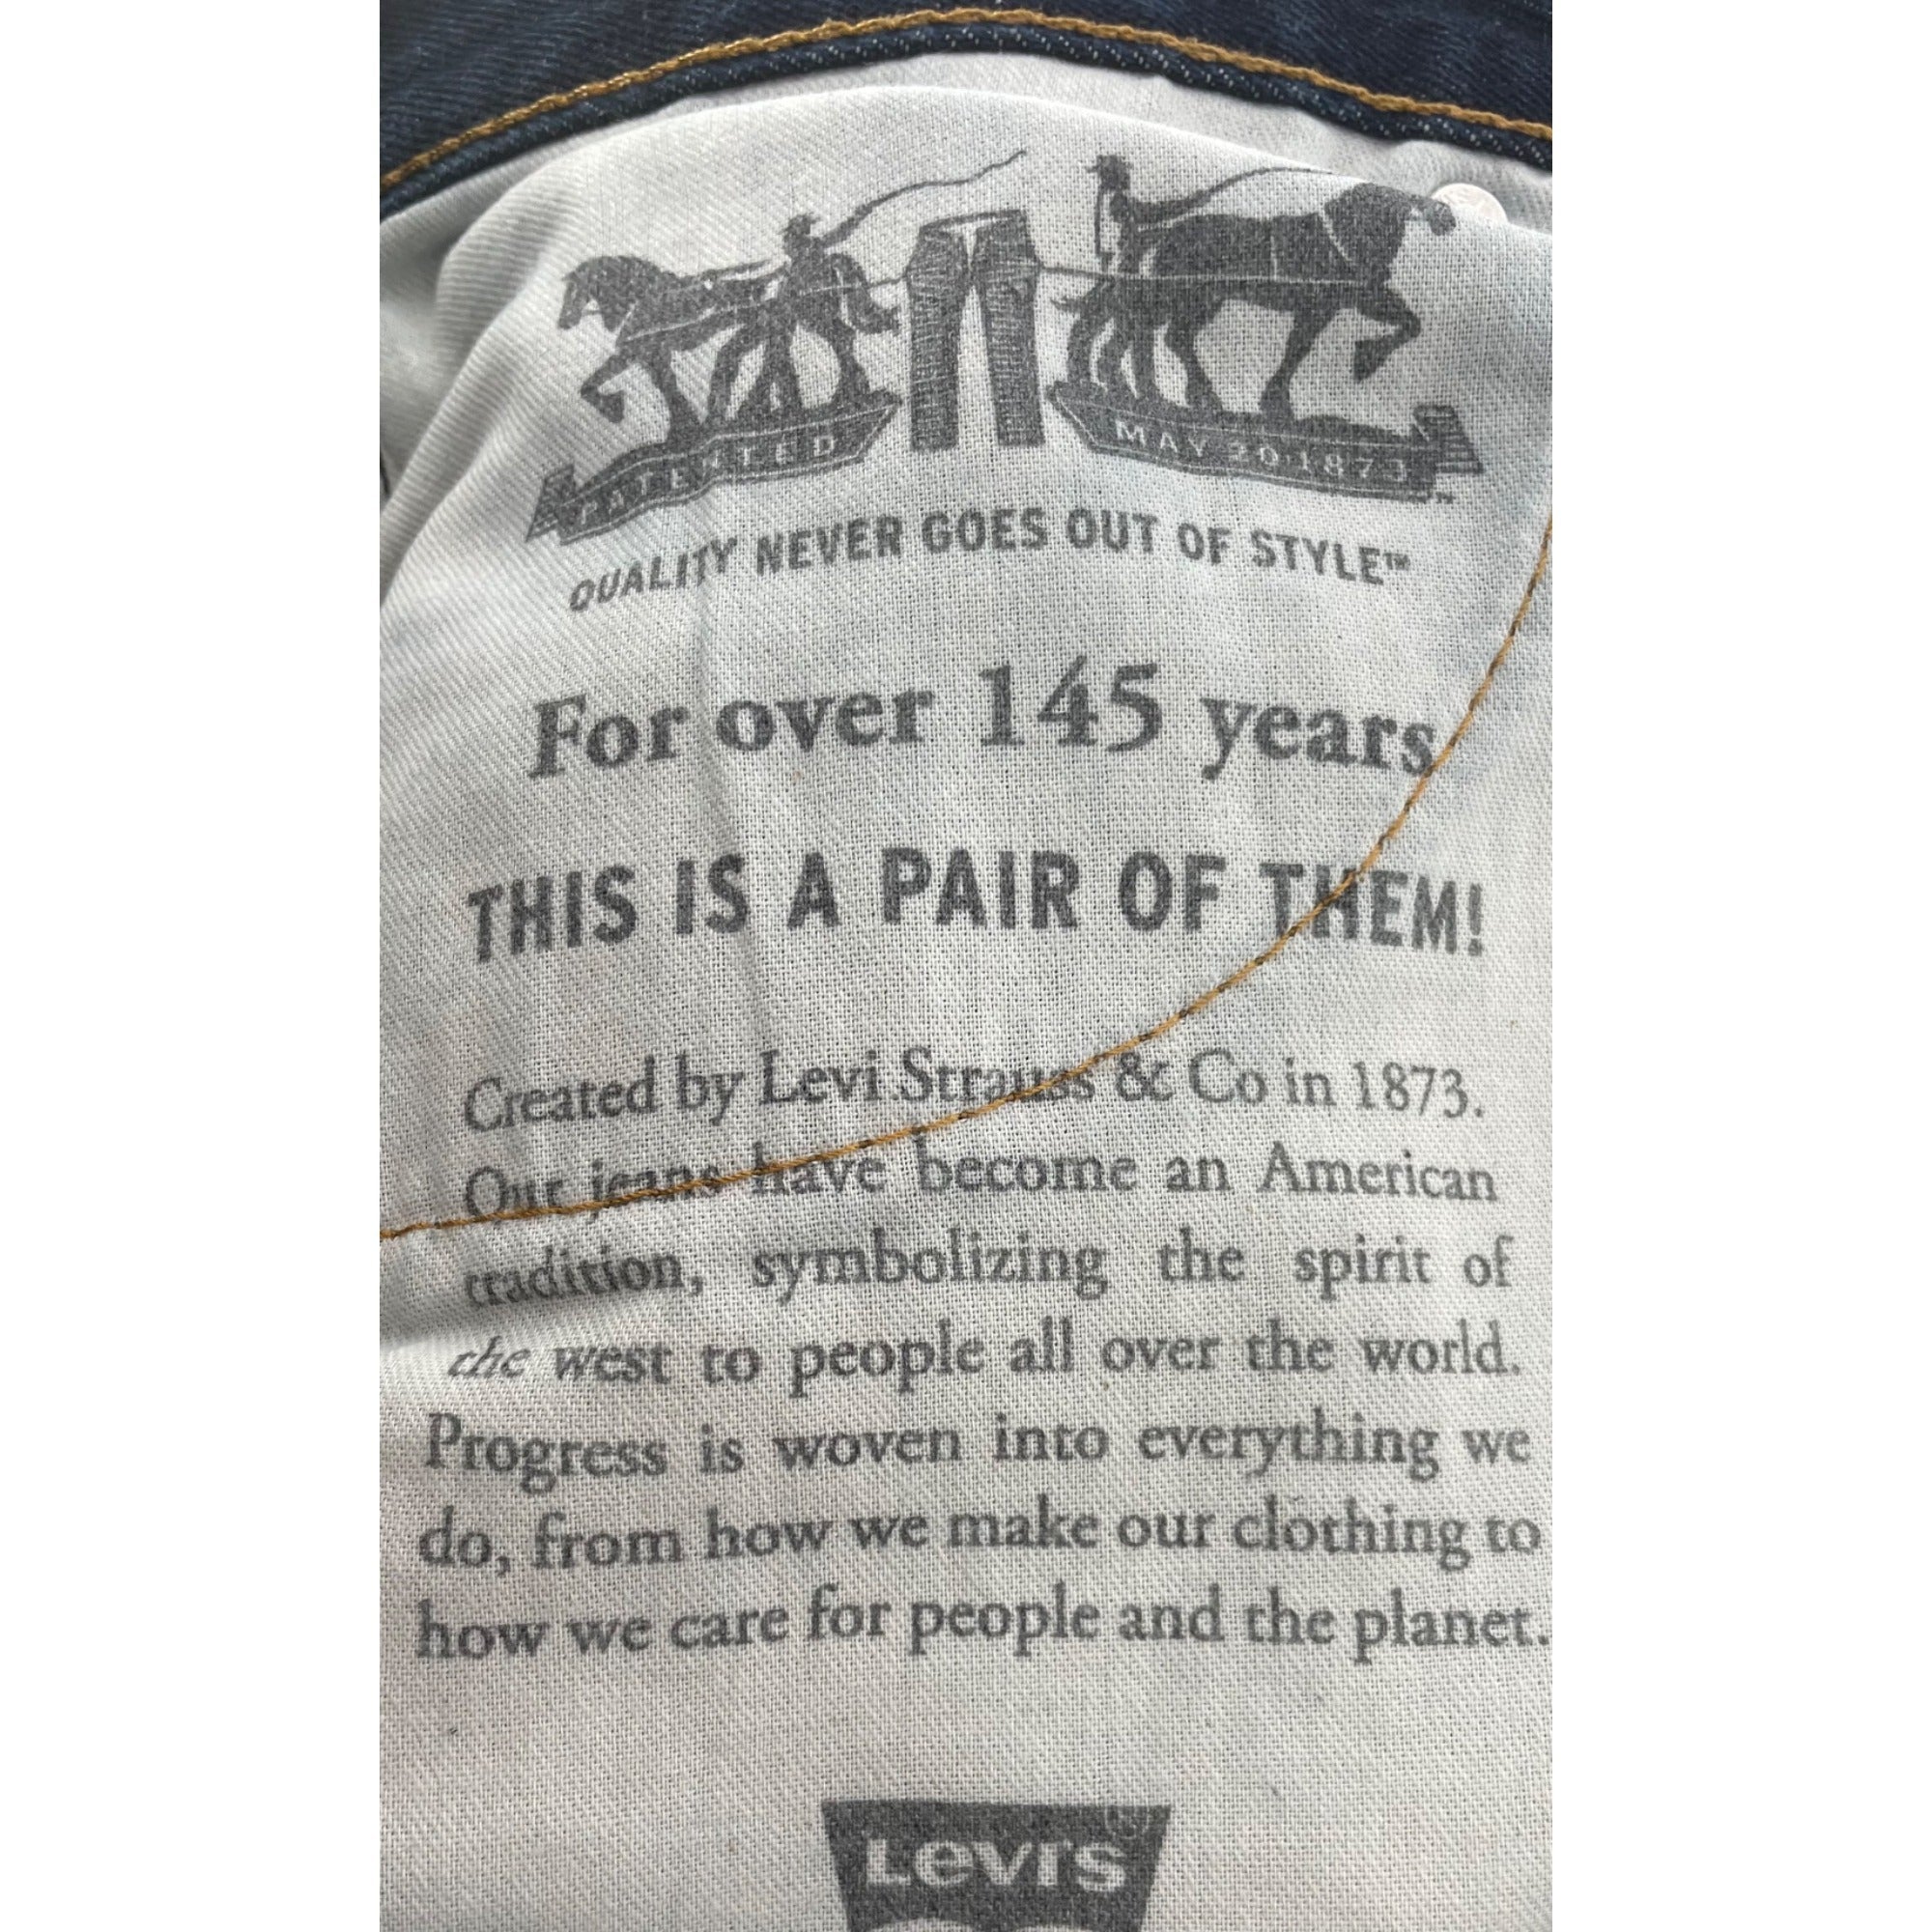 PATENTED MAY 20 1873 ™
QUALITY NEVER GOES OUT OF STYLE™
For over 145 years
THIS IS A PAIR OF THEM!
Created by Levi Strauss & Co in 1873.
Our jeans have become an American
tradition, symbolizing the spirit of
the west to people all over the world.
Progress is woven into everything we
do, from how we make our clothing to
how we care for people and the planet.
Levi's ®